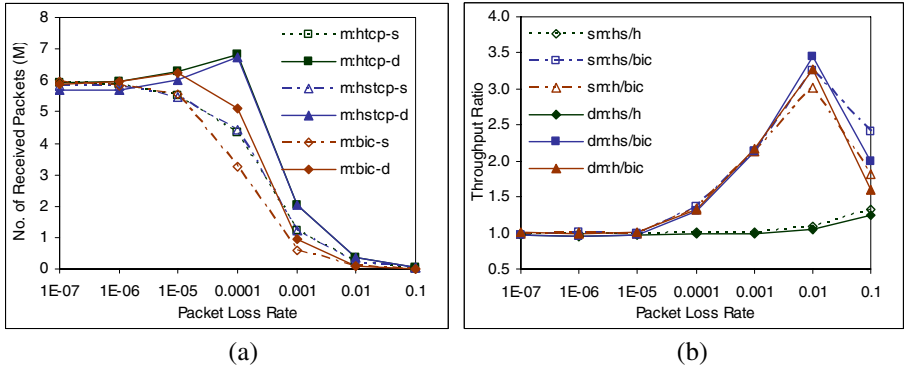 8
7
6
5
4
3
2
1
0
No. of Received Packets (M)
m:htcp-s
m:htcp-d
m:hstcp-s
m:hstcp-d
m:bic-s
m:bic-d
1E-07 1E-06 1E-05 0.0001 0.001 0.01 0.1
Packet Loss Rate
(a)
4.0
3.5
3.0
2.5
2.0
1.5
1.0
0.5
Throughput Ratio
sm:hs/h
sm:hs/bic
sm:h/bic
dm:hs/h
dm:hs/bic
dm:h/bic
1E-07 1E-06 1E-05 0.0001 0.001 0.01 0.1
Packet Loss Rate
(b)